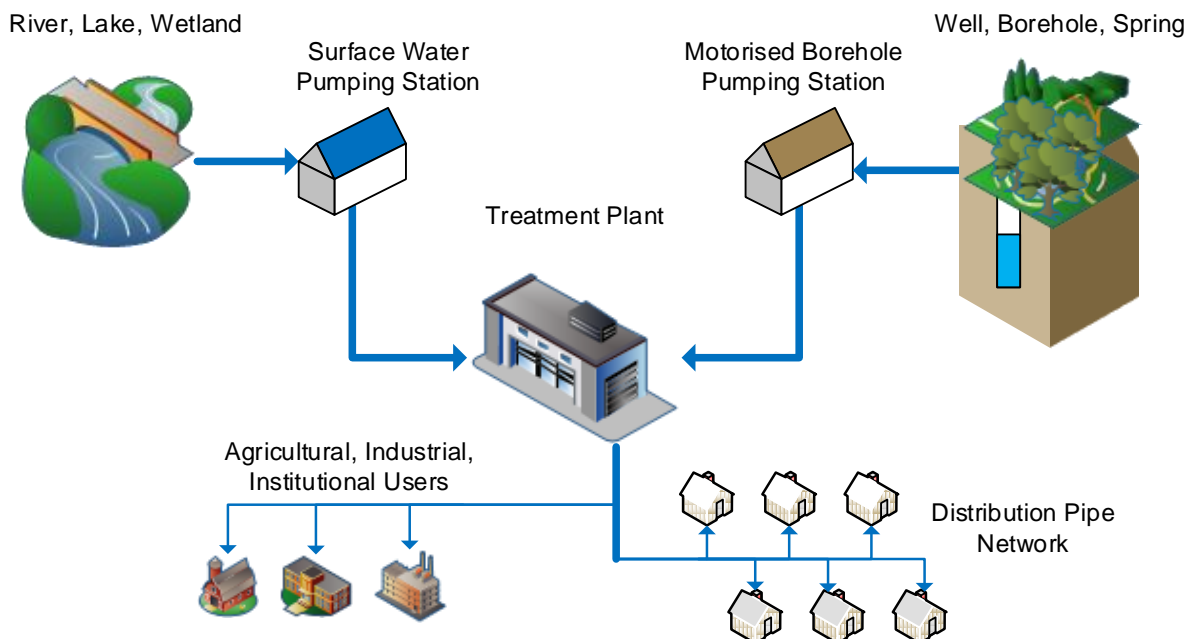 River, Lake, Wetland
Surface Water
Pumping Station
Motorised Borehole
Pumping Station
Well, Borehole, Spring
Treatment Plant
Agricultural, Industrial,
Institutional Users
Distribution Pipe
Network